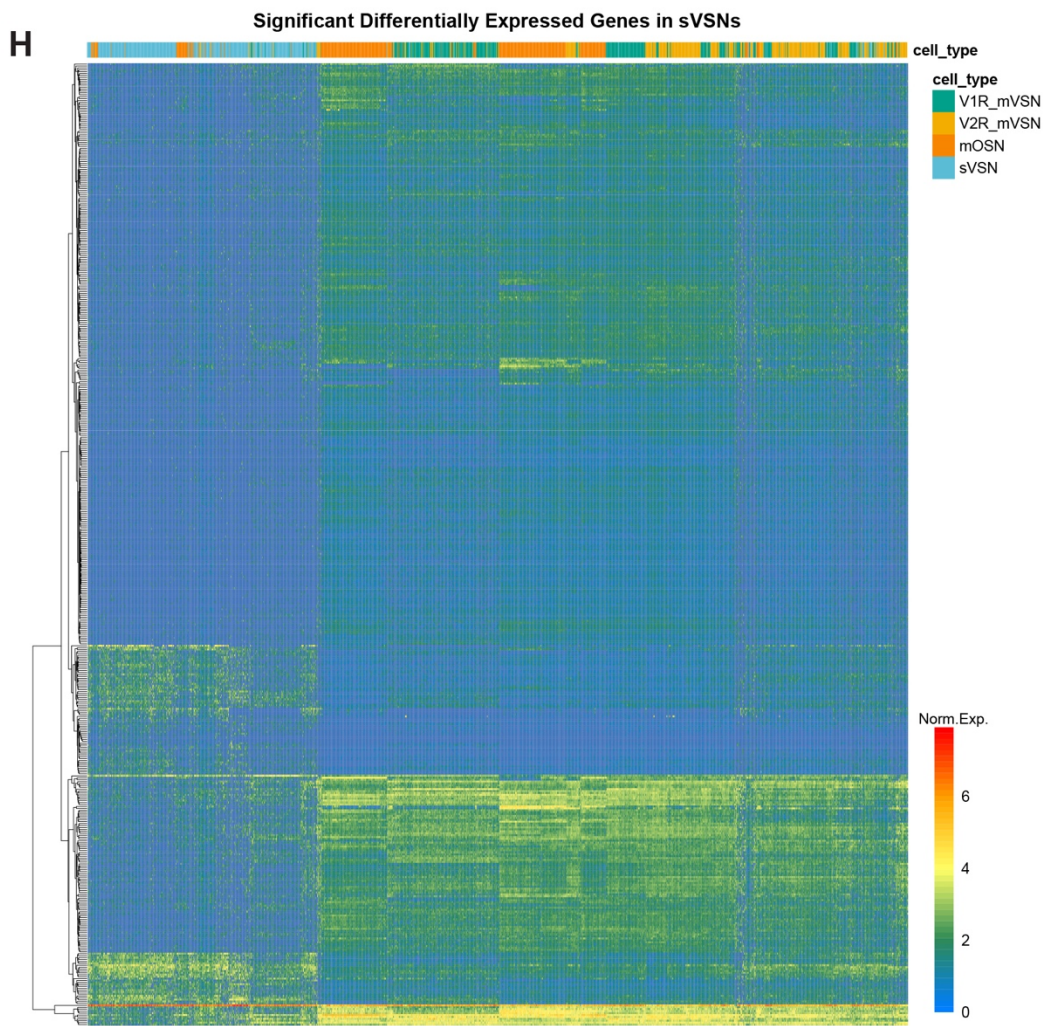 Significant Differentially Expressed Genes in sVSNs
H
cell_type
cell_type
V1R_mVSN
V2R_mVSN
mOSN
sVSN
Norm.Exp.
6
4
2
0